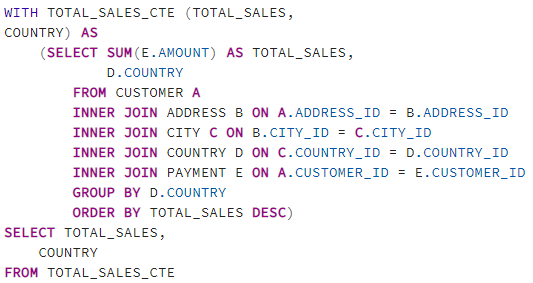 WITH TOTAL_SALES_CTE (TOTAL_SALES,
COUNTRY) AS
(SELECT SUM(E.AMOUNT) AS TOTAL_SALES,
D.COUNTRY
FROM CUSTOMER A
INNER JOIN ADDRESS B ON A.ADDRESS_ID = B.ADDRESS_ID
INNER JOIN CITY C ON B.CITY_ID = C.CITY_ID
INNER JOIN COUNTRY D ON C.COUNTRY_ID = D.COUNTRY_ID
INNER JOIN PAYMENT E ON A.CUSTOMER_ID = E.CUSTOMER_ID
GROUP BY D.COUNTRY
ORDER BY TOTAL_SALES DESC)
SELECT TOTAL_SALES,
COUNTRY
FROM TOTAL_SALES_CTE